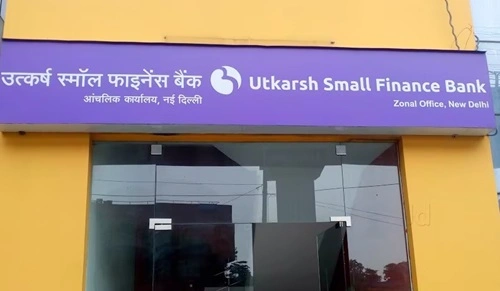 उत्कर्ष स्मॉल फाइनेंस बैंक
आंचलिक कार्यालय, नई दिल्ली
Utkarsh Small Finance Bank
Zonal Office, New Delhi